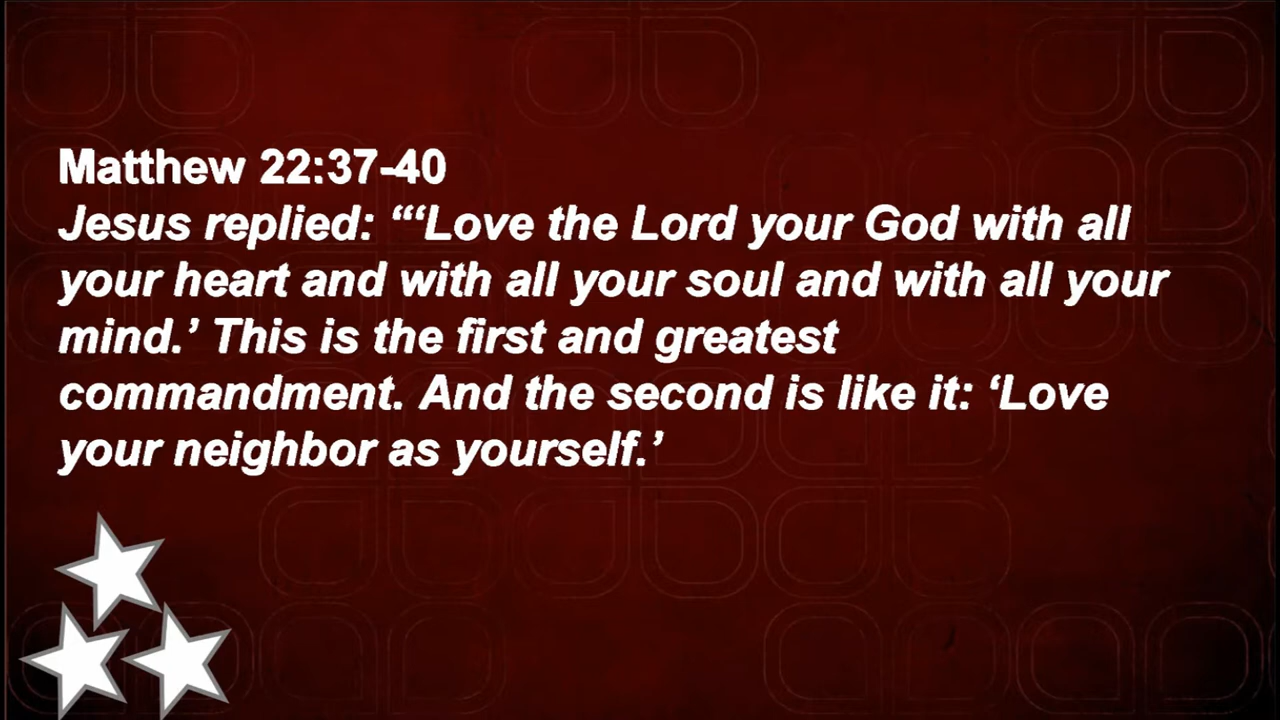 Matthew 22:37-40
Jesus replied: “‘Love the Lord your God with all
your heart and with all your soul and with all your
mind.’ This is the first and greatest
commandment. And the second is like it: ‘Love
your neighbor as yourself.’